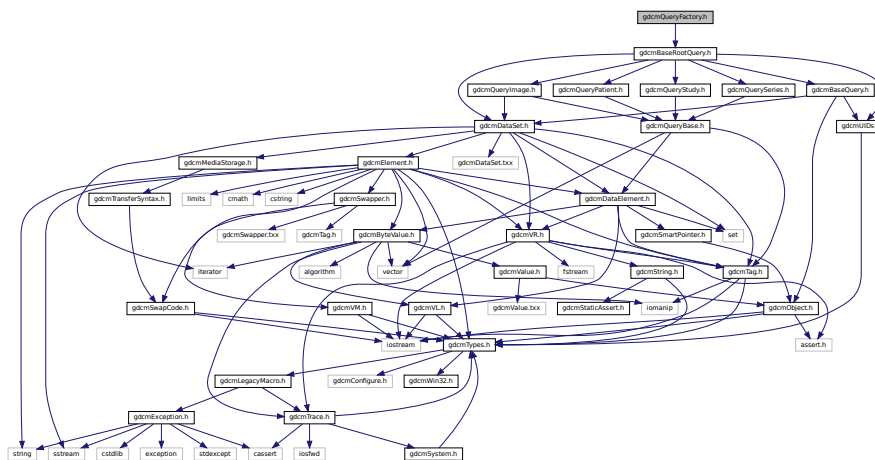 gdcmQueryFactory.h
gdcmBaseRootQuery.h
gdcmQueryImage.h
gdcmQueryPatient.h
gdcmQueryStudy.h
gdcmQuerySeries.h
gdcmBaseQuery.h
gdcmDataSet.h
gdcmQueryBase.h
gdcmUIDs.h
gdcmMediaStorage.h
gdcmElement.h
gdcmDataSet.txx
gdcmTransferSyntax.h
limits
cmath
cstring
gdcmSwapper.h
gdcmDataElement.h
gdcmSwapper.txx
gdcmTag.h
gdcmByteValue.h
gdcmVR.h
gdcmSmartPointer.h
set
iterator
algorithm
vector
gdcmValue.h
fstream
gdcmString.h
gdcmTag.h
gdcmSwapCode.h
gdcmVM.h
gdcmVL.h
gdcmValue.txx
gdcmStaticAssert.h
iomanip
gdcmObject.h
iostream
gdcmTypes.h
assert.h
gdcmLegacyMacro.h
gdcmConfigure.h
gdcmWin32.h
gdcmException.h
gdcmTrace.h
string
sstream
cstdlib
exception
stdexcept
cassert
iosfwd
gdcmSystem.h